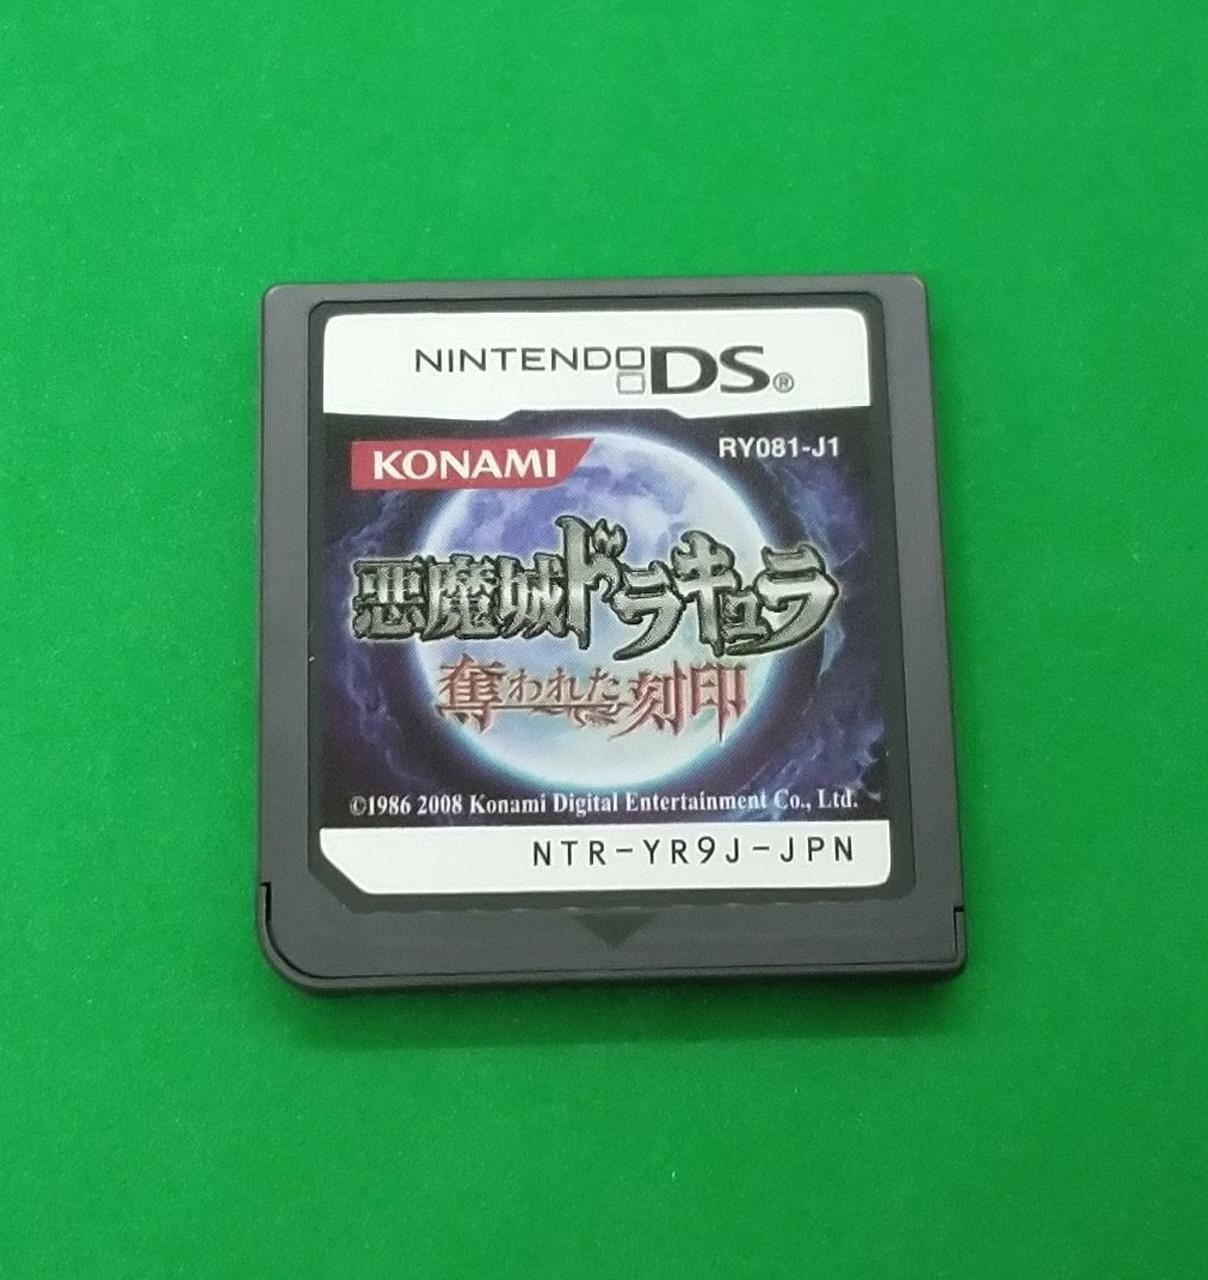 NINTENDO DS®
KONAMI
RY081-J1
悪魔城ドラキュラ
奪われた刻印
©1986 2008 Konami Digital Entertainment Co., Ltd.
NTR-YR9J-JPN